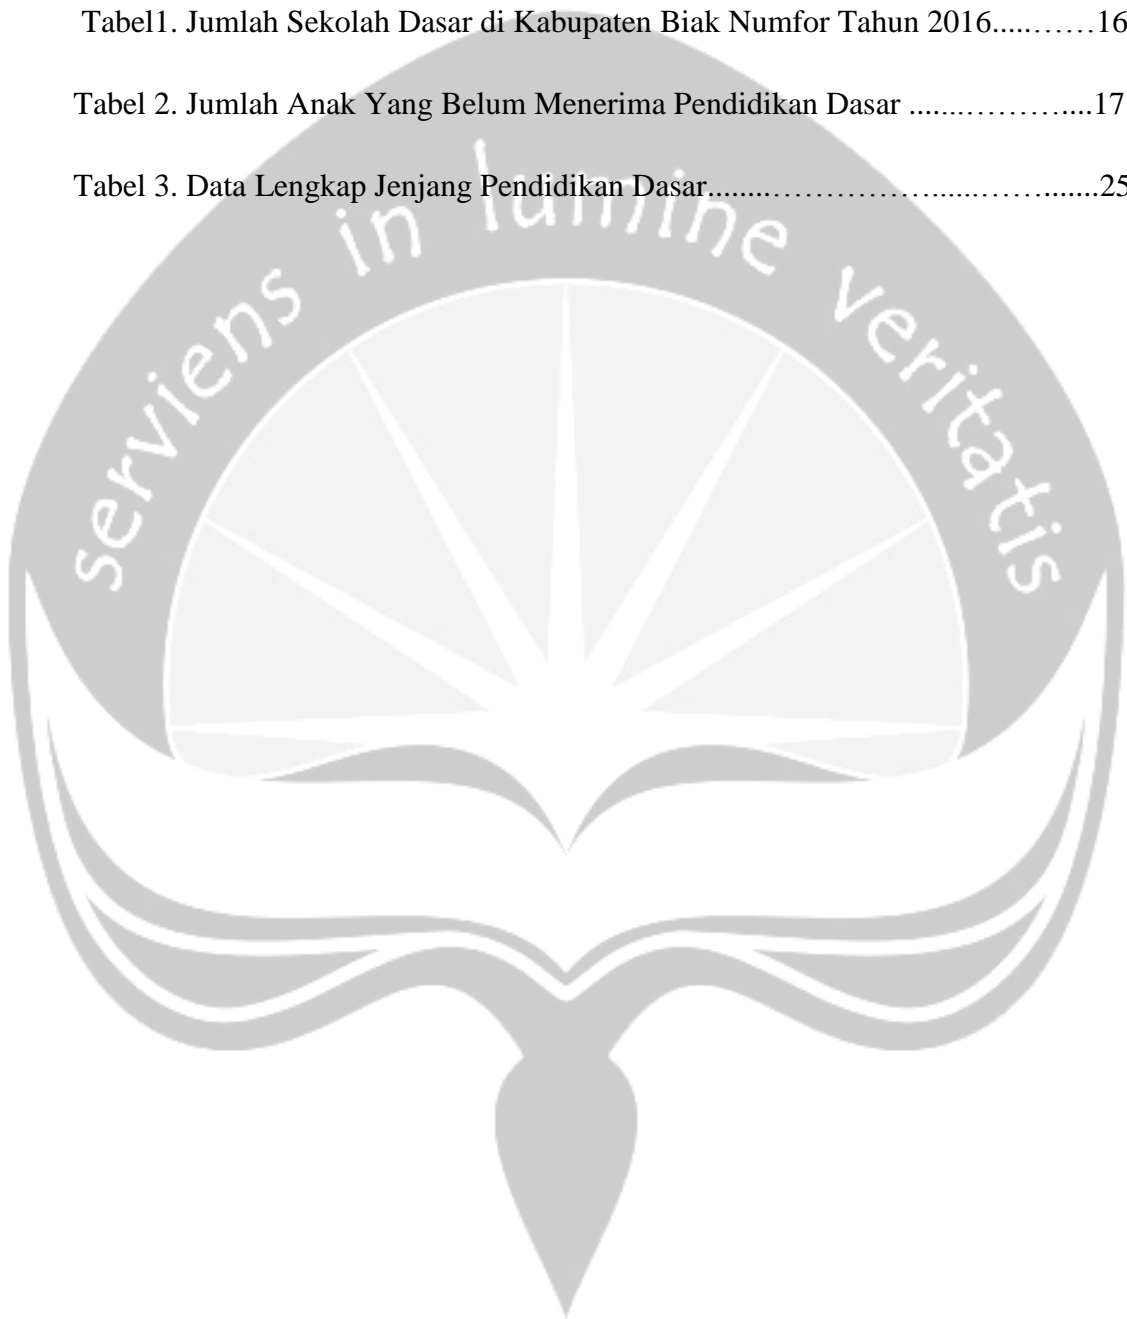 Tabel1. Jumlah Sekolah Dasar di Kabupaten Biak Numfor Tahun 2016.....……16
Tabel 2. Jumlah Anak Yang Belum Menerima Pendidikan Dasar .......………....17
Tabel 3. Data Lengkap Jenjang Pendidikan Dasar........……………......…….......25
serviens in lumine veritatis